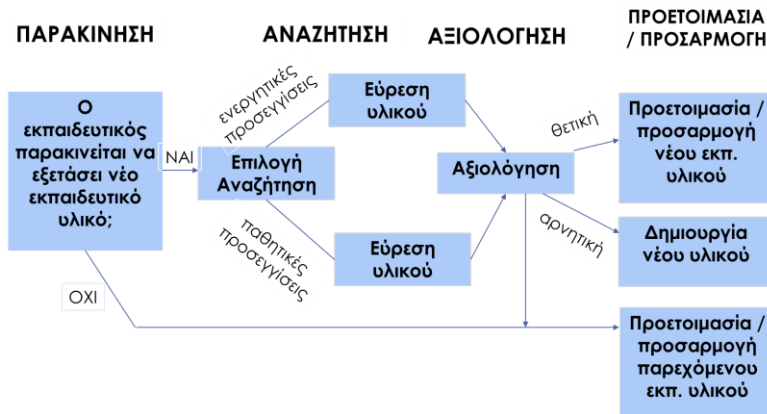 ΠΑΡΑΚΙΝΗΣΗ
ΑΝΑΖΗΤΗΣΗ
ΑΞΙΟΛΟΓΗΣΗ
ΠΡΟΕΤΟΙΜΑΣΙΑ
/ ΠΡΟΣΑΡΜΟΓΗ
Ο
εκπαιδευτικός
παρακινείται να
εξετάσει νέο
εκπαιδευτικό
υλικό;
ΝΑΙ
ΟΧΙ
Επιλογή
Αναζήτηση
ενεργητικές
προσεγγίσεις
παθητικές
προσεγγίσεις
Εύρεση
υλικού
Εύρεση
υλικού
Αξιολόγηση
θετική
αρνητική
Προετοιμασία /
προσαρμογή
νέου εκπ.
υλικού
Δημιουργία
νέου υλικού
Προετοιμασία /
προσαρμογή
παρεχόμενου
εκπ. υλικού